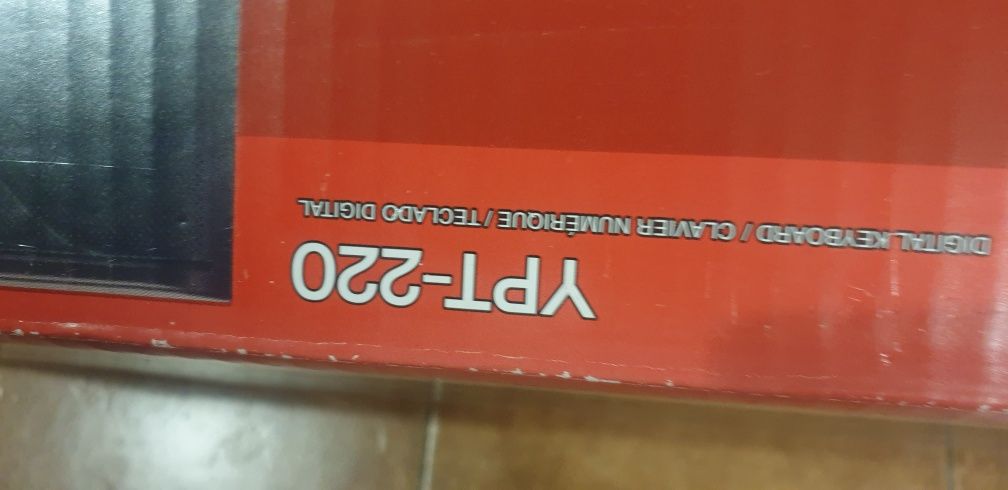 YPT-220
DIGITAL KEYBOARD / CLAVIER NUMÉRIQUE / TECLADO DIGITAL